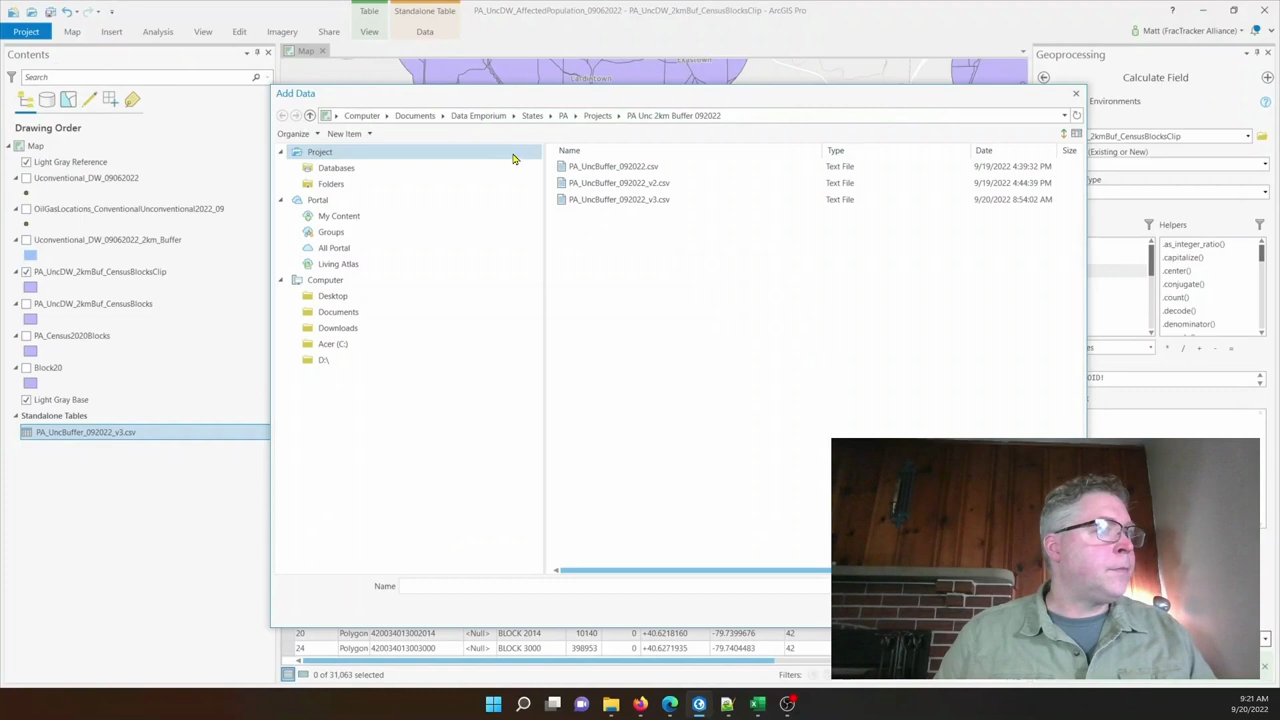 Table
Standalone Table
PA_UncDW_AffectedPopulation_09062022 - PA_UncDW_2kmBuf_CensusBlocksClip - ArcGIS Pro
Project Map Insert Analysis View Edit Imagery Share View Data
Matt (FracTracker Alliance)
Contents
Map
Geoprocessing
Search
Calculate Field
Environments
Drawing Order
Map
Light Gray Reference
Uconventional_DW_09062022
OilGasLocations_ConventionalUnconventional2022_09
Uconventional_DW_09062022_2km_Buffer
PA_UncDW_2kmBuf_CensusBlocksClip
PA_UncDW_2kmBuf_CensusBlocks
PA_Census2020Blocks
Block20
Light Gray Base
Standalone Tables
PA_UncBuffer_092022_v3.csv
Cardintown
Add Data
Computer Documents Data Emporium States PA Projects PA Unc 2km Buffer 092022
Organize New Item
Project
Databases
Folders
Portal
My Content
Groups
All Portal
Living Atlas
Computer
Desktop
Documents
Downloads
Acer (C:)
D:\
Name Type Date Size
PA_UncBuffer_092022.csv Text File 9/19/2022 4:39:32 PM
PA_UncBuffer_092022_v2.csv Text File 9/19/2022 4:44:39 PM
PA_UncBuffer_092022_v3.csv Text File 9/20/2022 8:54:02 AM
Name
2kmBuf_CensusBlocksClip
(Existing or New)
Type
Helpers
.as_integer_ratio()
.capitalize()
.center()
.conjugate()
.count()
.decode()
.denominator()
* / + - =
OID!
20 Polygon 420034013002014 <Null> BLOCK 2014 10140 0 +40.6218160 -79.7399676 42
24 Polygon 420034013003000 <Null> BLOCK 3000 398953 0 +40.6271935 -79.7404483 42
0 of 31,063 selected
Filters:
9:21 AM
9/20/2022